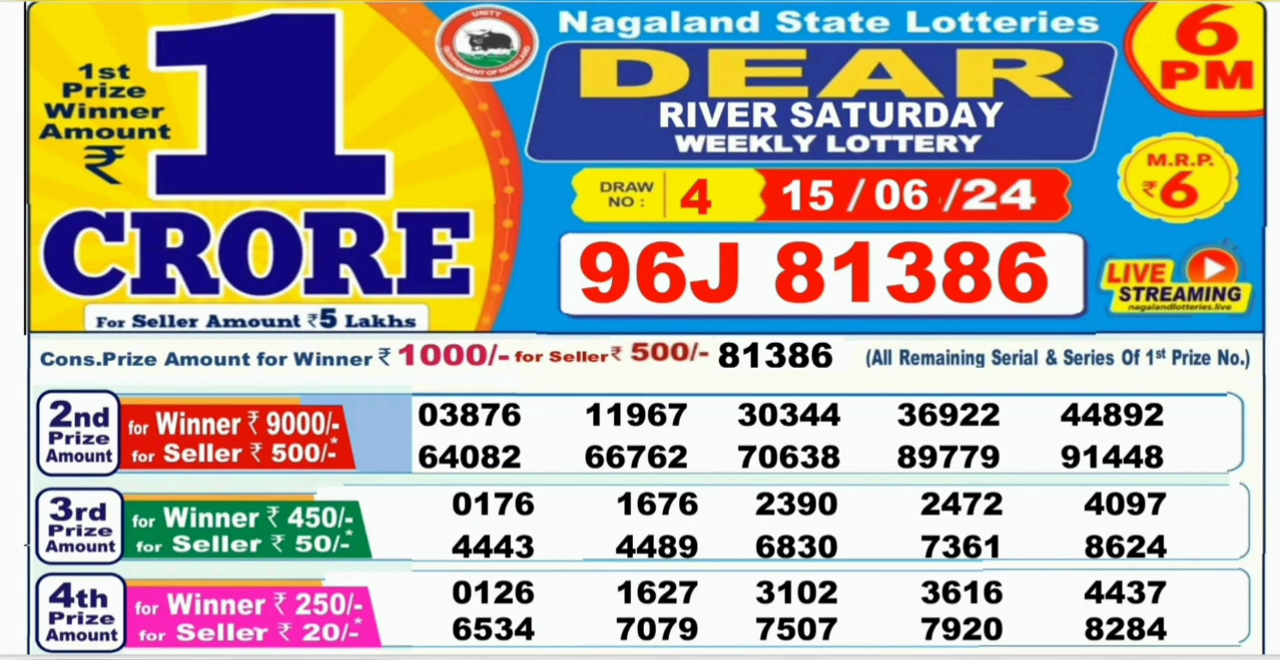 1st
Prize
Winner
Amount
₹
1
CRORE
For Seller Amount ₹5 Lakhs
UNITY
GOVERNMENT OF NAGALAND
Nagaland State Lotteries
DEAR
RIVER SATURDAY
WEEKLY LOTTERY
6
PM
DRAW
NO : 4 15 / 06 /24
M.R.P.
₹6
96J 81386
LIVE
STREAMING
nagalandlotteries.live
Cons.Prize Amount for Winner ₹ 1000/- for Seller ₹ 500/- 81386 (All Remaining Serial & Series Of 1st Prize No.)
2nd
Prize
Amount
for Winner ₹ 9000/-
for Seller ₹ 500/-*
03876 11967 30344 36922 44892
64082 66762 70638 89779 91448
3rd
Prize
Amount
for Winner ₹ 450/-
for Seller ₹ 50/-*
0176 1676 2390 2472 4097
4443 4489 6830 7361 8624
4th
Prize
Amount
for Winner ₹ 250/-
for Seller ₹ 20/-*
0126 1627 3102 3616 4437
6534 7079 7507 7920 8284